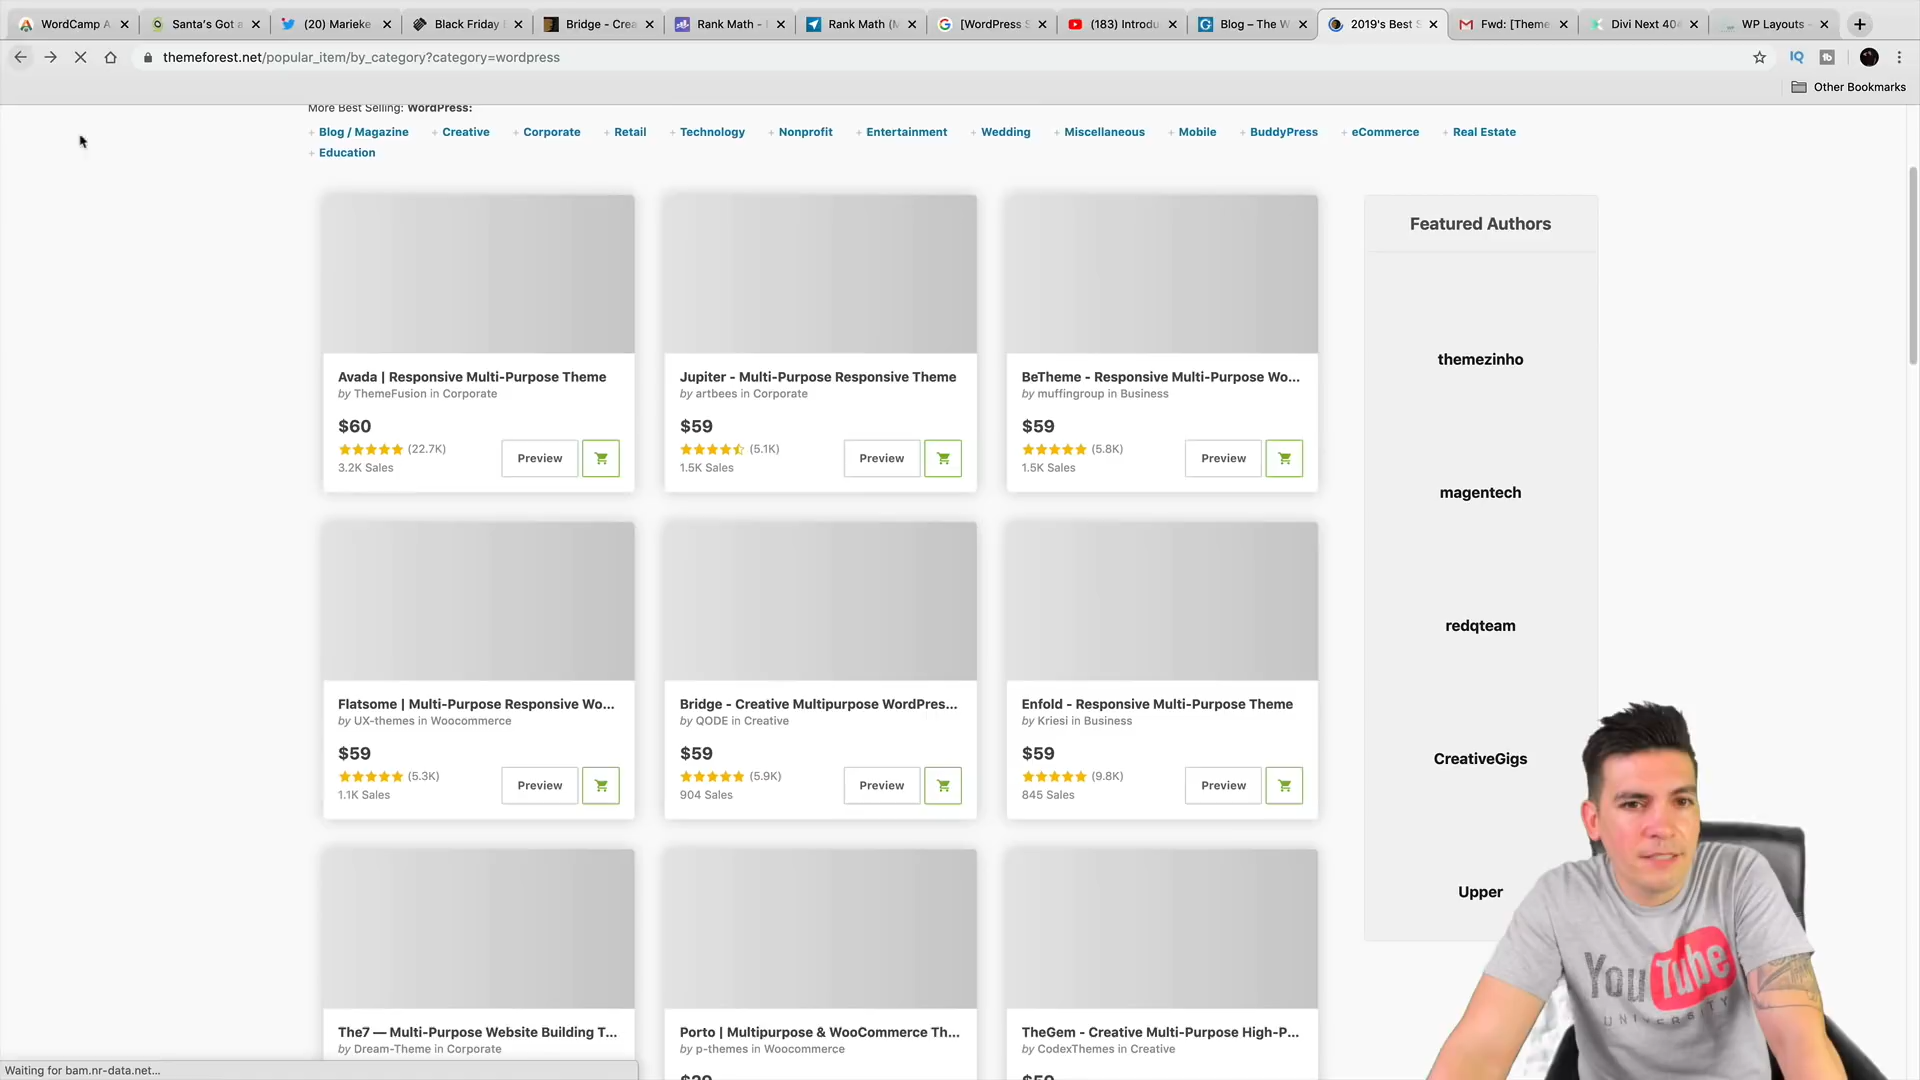 WordCamp A
Santa's Got a
(20) Marieke
Black Friday
Bridge - Crea
Rank Math -
Rank Math (M
[WordPress S
(183) Introdu
Blog – The W
2019's Best S
Fwd: [Theme
Divi Next 40
WP Layouts -
themeforest.net/popular_item/by_category?category=wordpress
IQ
Other Bookmarks
More Best Selling: WordPress:
Blog / Magazine
Creative
Corporate
Retail
Technology
Nonprofit
Entertainment
Wedding
Miscellaneous
Mobile
BuddyPress
eCommerce
Real Estate
Education
Avada | Responsive Multi-Purpose Theme
by ThemeFusion in Corporate
$60
(22.7K)
3.2K Sales
Preview
Jupiter - Multi-Purpose Responsive Theme
by artbees in Corporate
$59
(5.1K)
1.5K Sales
Preview
BeTheme - Responsive Multi-Purpose Wo...
by muffingroup in Business
$59
(5.8K)
1.5K Sales
Preview
Flatsome | Multi-Purpose Responsive Wo...
by UX-themes in Woocommerce
$59
(5.3K)
1.1K Sales
Preview
Bridge - Creative Multipurpose WordPres...
by QODE in Creative
$59
(5.9K)
904 Sales
Preview
Enfold - Responsive Multi-Purpose Theme
by Kriesi in Business
$59
(9.8K)
845 Sales
Preview
The7 — Multi-Purpose Website Building T...
by Dream-Theme in Corporate
Porto | Multipurpose & WooCommerce Th...
by p-themes in Woocommerce
TheGem - Creative Multi-Purpose High-P...
by CodexThemes in Creative
Featured Authors
themezinho
magentech
redqteam
CreativeGigs
Upper
You Tube
UNIVERSITY
Waiting for bam.nr-data.net...